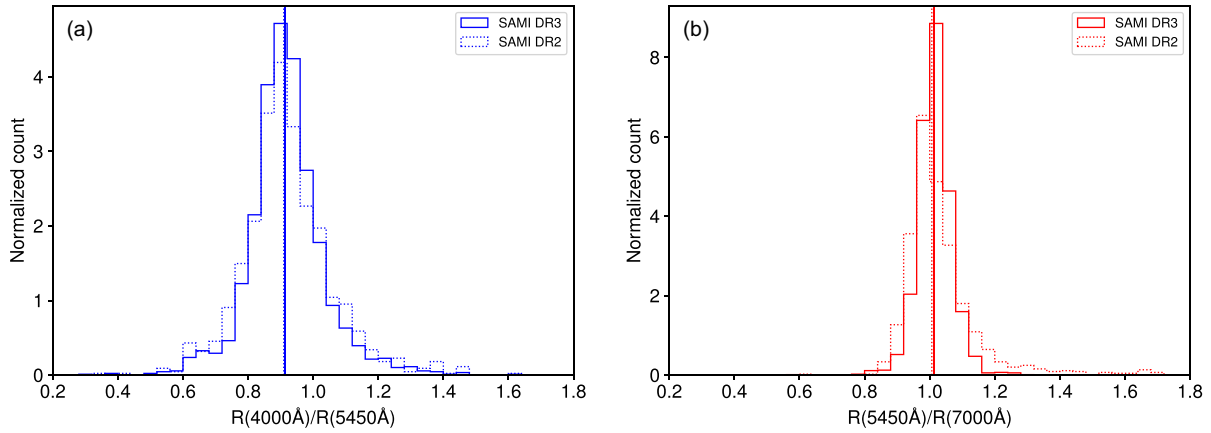 (a)
SAMI DR3
SAMI DR2
Normalized count
4
3
2
1
0
0.2 0.4 0.6 0.8 1.0 1.2 1.4 1.6 1.8
R(4000Å)/R(5450Å)
(b)
SAMI DR3
SAMI DR2
Normalized count
8
6
4
2
0
0.2 0.4 0.6 0.8 1.0 1.2 1.4 1.6 1.8
R(5450Å)/R(7000Å)